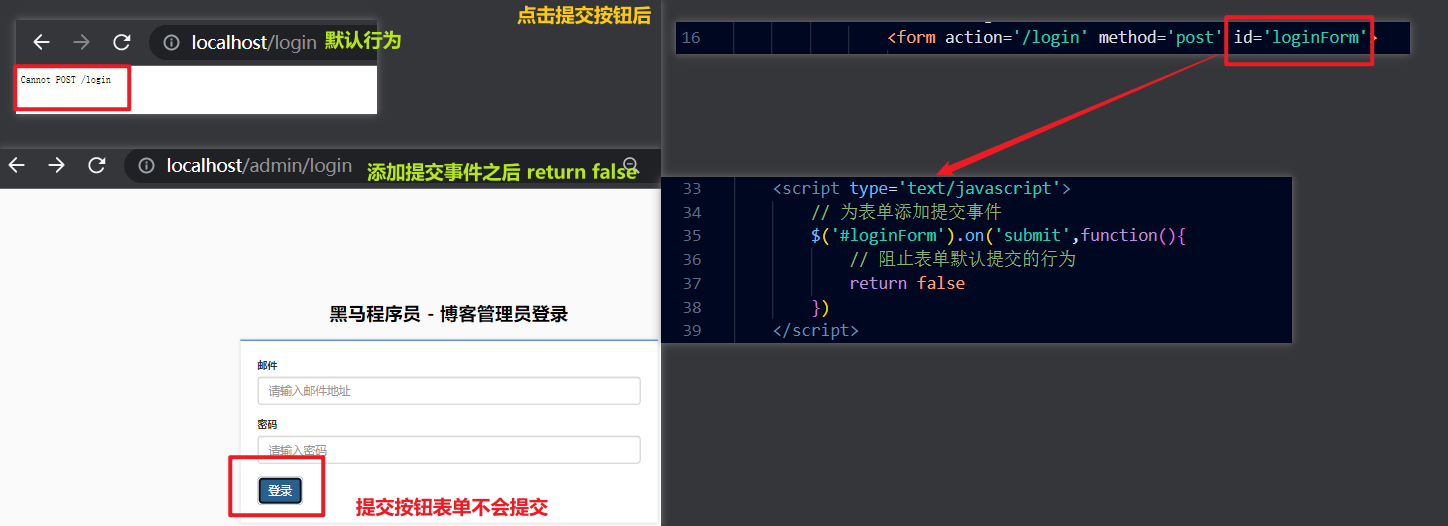 点击提交按钮后
localhost/login 默认行为
Cannot POST /login
localhost/admin/login 添加提交事件之后 return false
黑马程序员 - 博客管理员登录
邮件
请输入邮件地址
密码
请输入密码
登录
提交按钮表单不会提交
16 <form action='/login' method='post' id='loginForm'>
33 <script type='text/javascript'>
34 // 为表单添加提交事件
35 $('#loginForm').on('submit',function(){
36 // 阻止表单默认提交的行为
37 return false
38 })
39 </script>